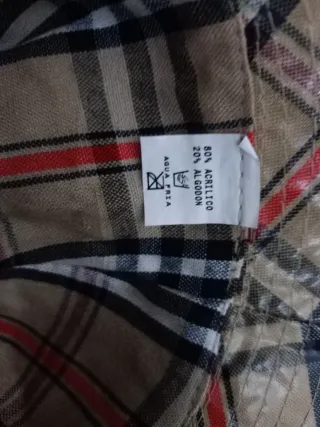 80% ACRILICO
20% ALGODON
AGUA FRIA